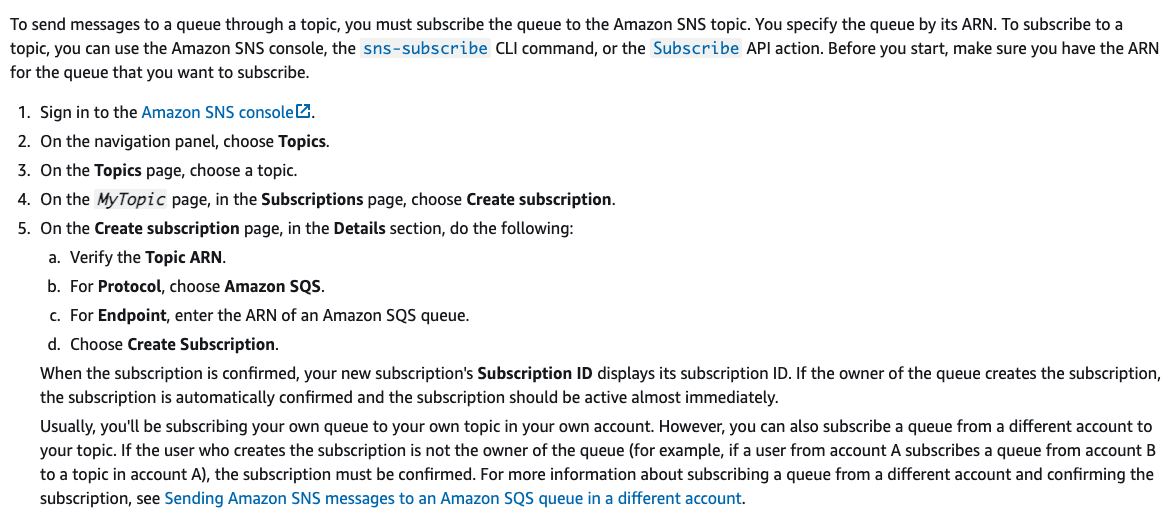 To send messages to a queue through a topic, you must subscribe the queue to the Amazon SNS topic. You specify the queue by its ARN. To subscribe to a
topic, you can use the Amazon SNS console, the sns-subscribe CLI command, or the Subscribe API action. Before you start, make sure you have the ARN
for the queue that you want to subscribe.
1. Sign in to the Amazon SNS console.
2. On the navigation panel, choose Topics.
3. On the Topics page, choose a topic.
4. On the MyTopic page, in the Subscriptions page, choose Create subscription.
5. On the Create subscription page, in the Details section, do the following:
a. Verify the Topic ARN.
b. For Protocol, choose Amazon SQS.
c. For Endpoint, enter the ARN of an Amazon SQS queue.
d. Choose Create Subscription.
When the subscription is confirmed, your new subscription's Subscription ID displays its subscription ID. If the owner of the queue creates the subscription,
the subscription is automatically confirmed and the subscription should be active almost immediately.
Usually, you'll be subscribing your own queue to your own topic in your own account. However, you can also subscribe a queue from a different account to
your topic. If the user who creates the subscription is not the owner of the queue (for example, if a user from account A subscribes a queue from account B
to a topic in account A), the subscription must be confirmed. For more information about subscribing a queue from a different account and confirming the
subscription, see Sending Amazon SNS messages to an Amazon SQS queue in a different account.